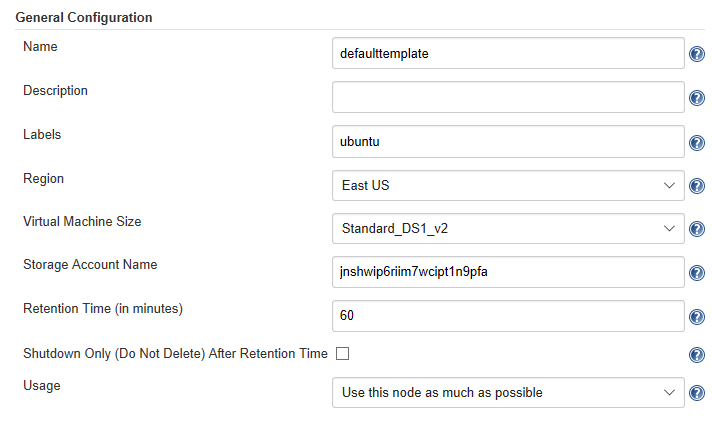 General Configuration
Name
defaulttemplate
Description
Labels
ubuntu
Region
East US
Virtual Machine Size
Standard_DS1_v2
Storage Account Name
jnshwip6riim7wcipt1n9pfa
Retention Time (in minutes)
60
Shutdown Only (Do Not Delete) After Retention Time
Usage
Use this node as much as possible